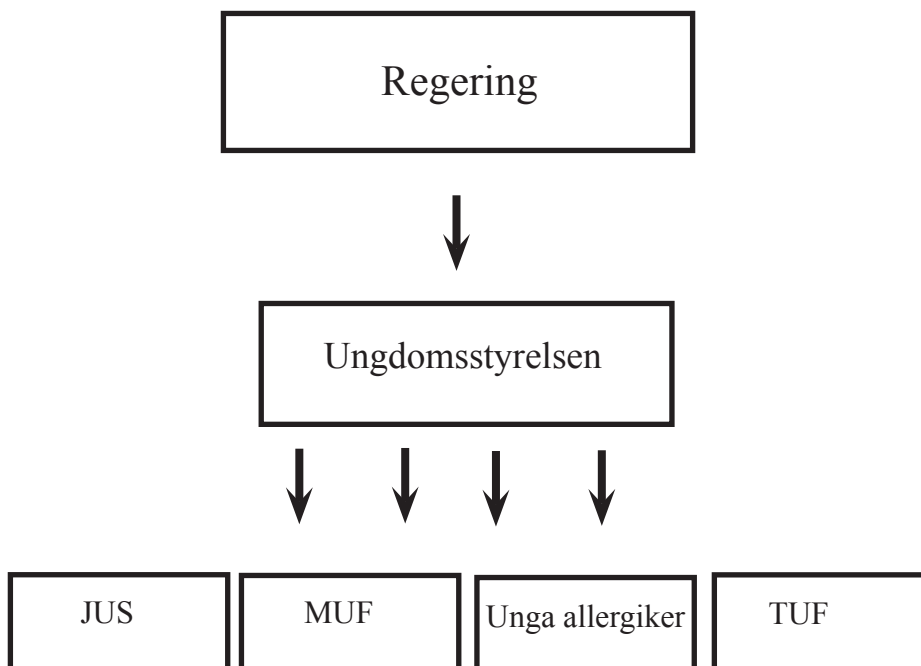 Regering
Ungdomsstyrelsen
JUS
MUF
Unga allergiker
TUF